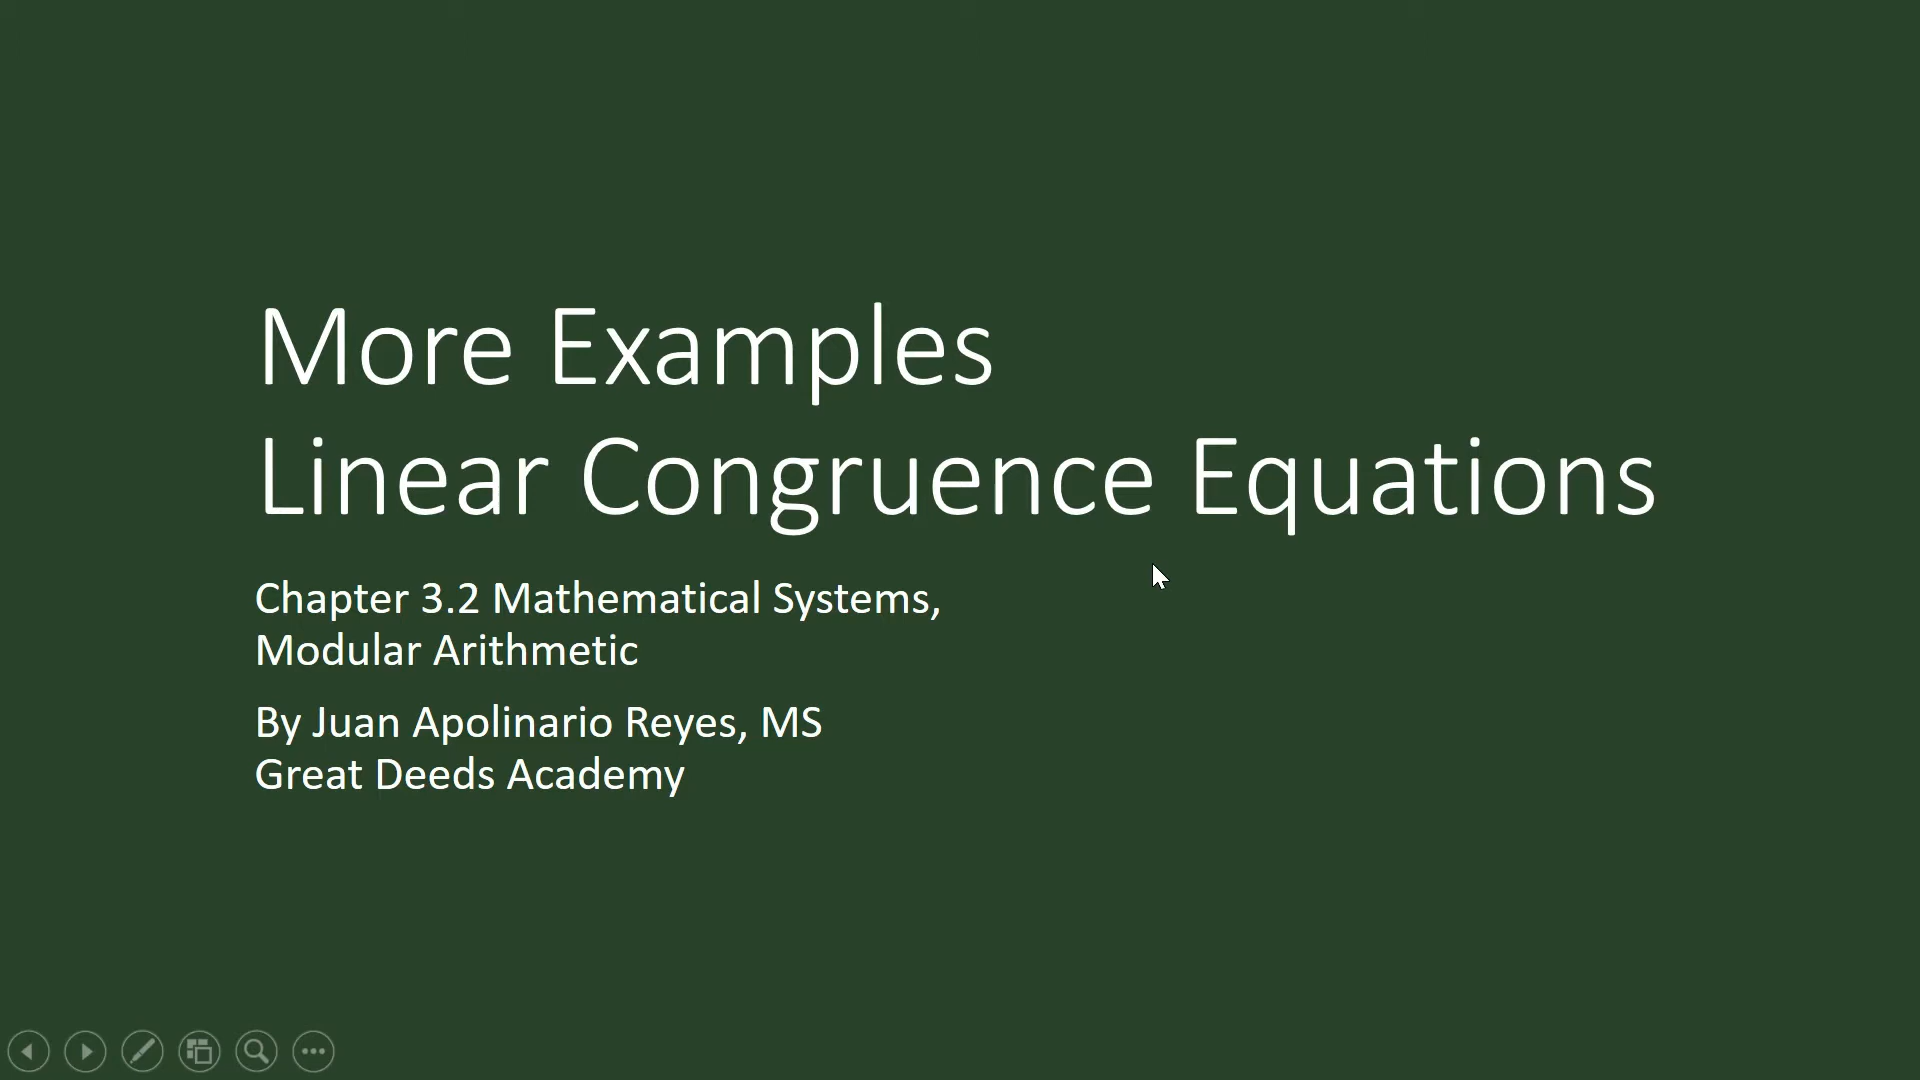 More Examples
Linear Congruence Equations
Chapter 3.2 Mathematical Systems,
Modular Arithmetic
By Juan Apolinario Reyes, MS
Great Deeds Academy